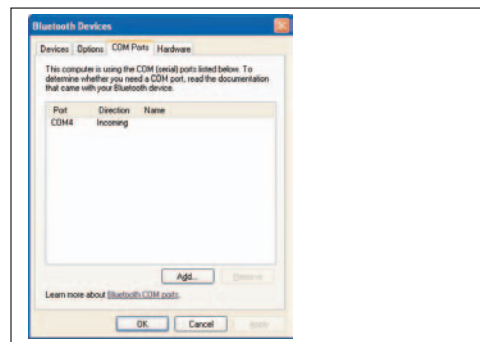 Bluetooth Devices
Devices Options COM Ports Hardware
This computer is using the COM (serial) ports listed below. To
determine whether you need a COM port, read the documentation
that came with your Bluetooth device.
Port Direction Name
COM4 Incoming
Add... Remove
Learn more about Bluetooth COM ports.
OK Cancel Apply